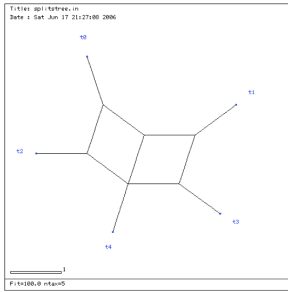 Title: splitstree.in
Date : Sat Jun 17 21:27:08 2006
t0
t1
t2
t3
t4
1
Fit=100.0 ntax=5